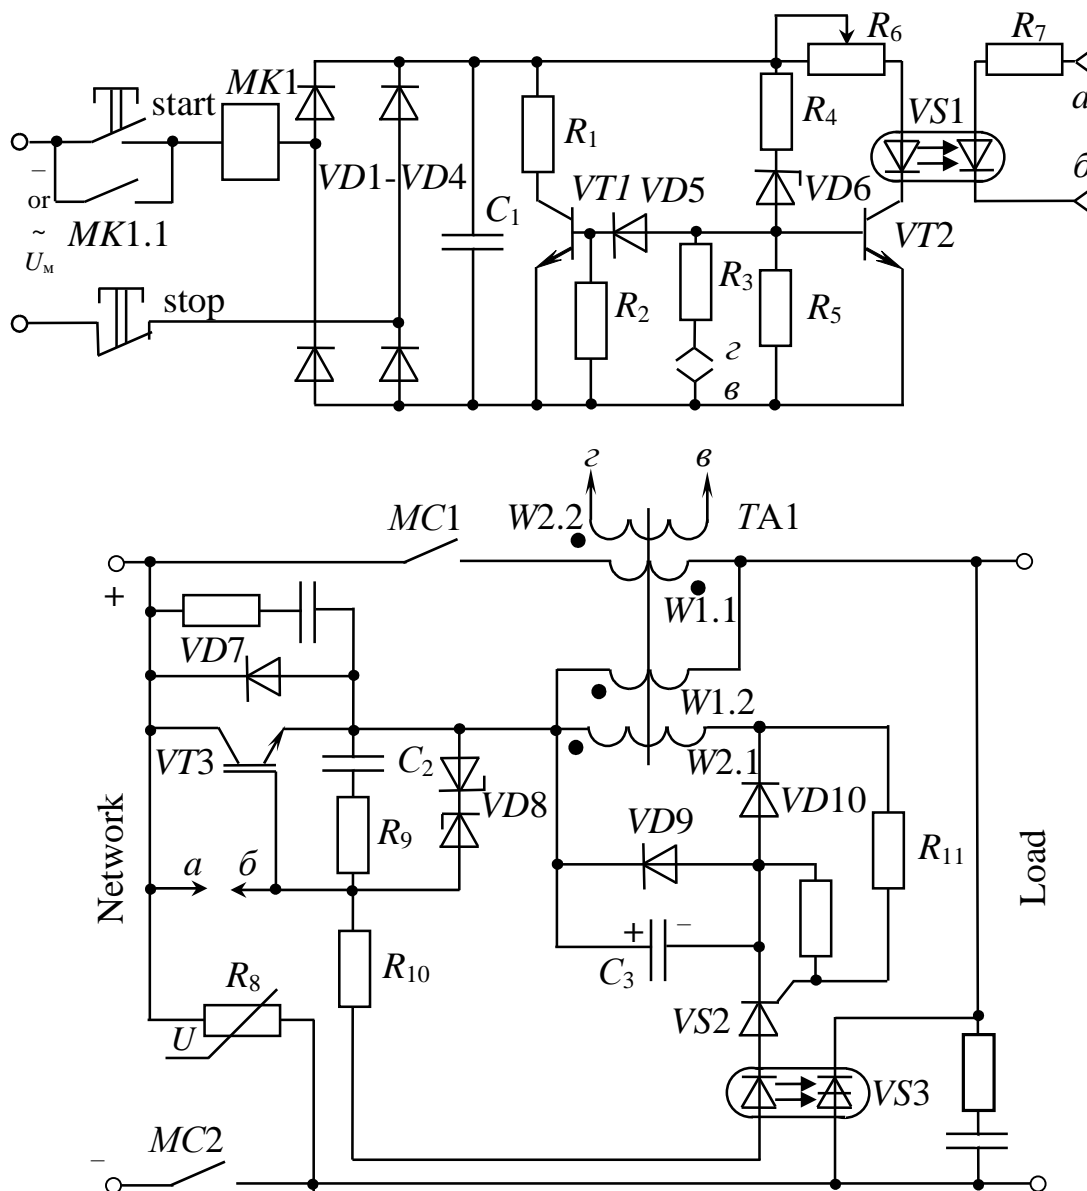 R6
R7
MK1
start
a
R4
VS1
R1
VD1-VD4
VT1
VD5
VD6
б
–
or
~
Uм
C1
MK1.1
VT2
R3
stop
R2
R5
г
в
г
в
MC1
W2.2
TA1
+
W1.1
VD7
W1.2
VT3
C2
W2.1
VD8
VD10
VD9
R9
R11
Network
a
б
Load
+
–
C3
R10
R8
VS2
U
VS3
MC2
–